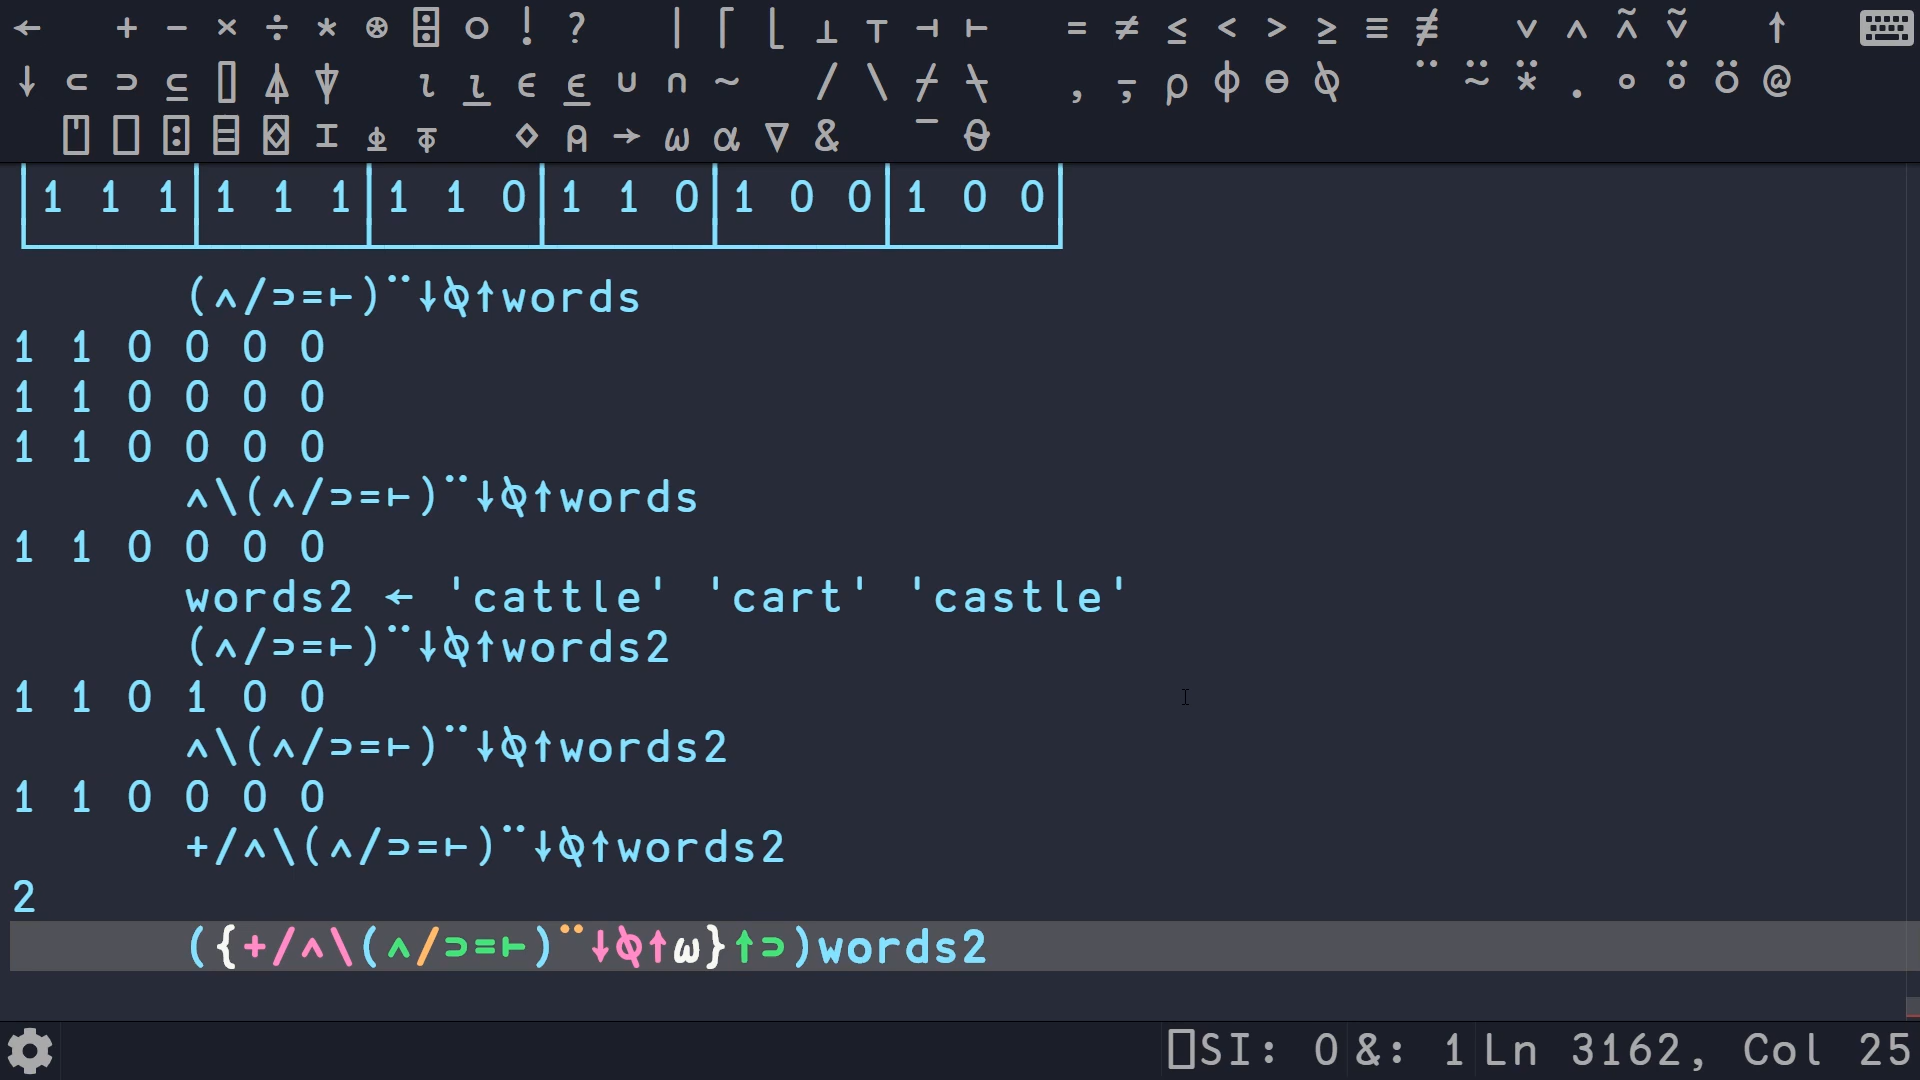 ← + - × ÷ * ⍟ ⌹ ○ ! ? | ⌈ ⌊ ⊥ ⊤ ⊣ ⊢ = ≠ ≤ < > ≥ ≡ ≢ ∨ ∧ ⍲ ⍱ ↑
↓ ⊂ ⊃ ⊆ ⌷ ⍋ ⍒ ⍳ ⍸ ∊ ⍷ ∪ ∩ ~ / \ ⌿ ⍀ , ⍪ ⍴ ⌽ ⊖ ⍉ ¨ ⍨ ⍣ . ∘ ⍤ ⍥ @
⍞ ⎕ ⍠ ⌸ ⌺ ⌶ ⍎ ⍕ ⋄ ⍝ → ⍵ ⍺ ∇ & ¯ ⍬
│1 1 1│1 1 1│1 1 0│1 1 0│1 0 0│1 0 0│
(∧/⊃=⊢)¨↓⍉↑words
1 1 0 0 0 0
1 1 0 0 0 0
1 1 0 0 0 0
∧\(∧/⊃=⊢)¨↓⍉↑words
1 1 0 0 0 0
words2 ← 'cattle' 'cart' 'castle'
(∧/⊃=⊢)¨↓⍉↑words2
1 1 0 1 0 0
∧\(∧/⊃=⊢)¨↓⍉↑words2
1 1 0 0 0 0
+/∧\(∧/⊃=⊢)¨↓⍉↑words2
2
({+/∧\(∧/⊃=⊢)¨↓⍉↑⍵}↑⊃)words2
⎕SI: 0 &: 1 Ln 3162, Col 25